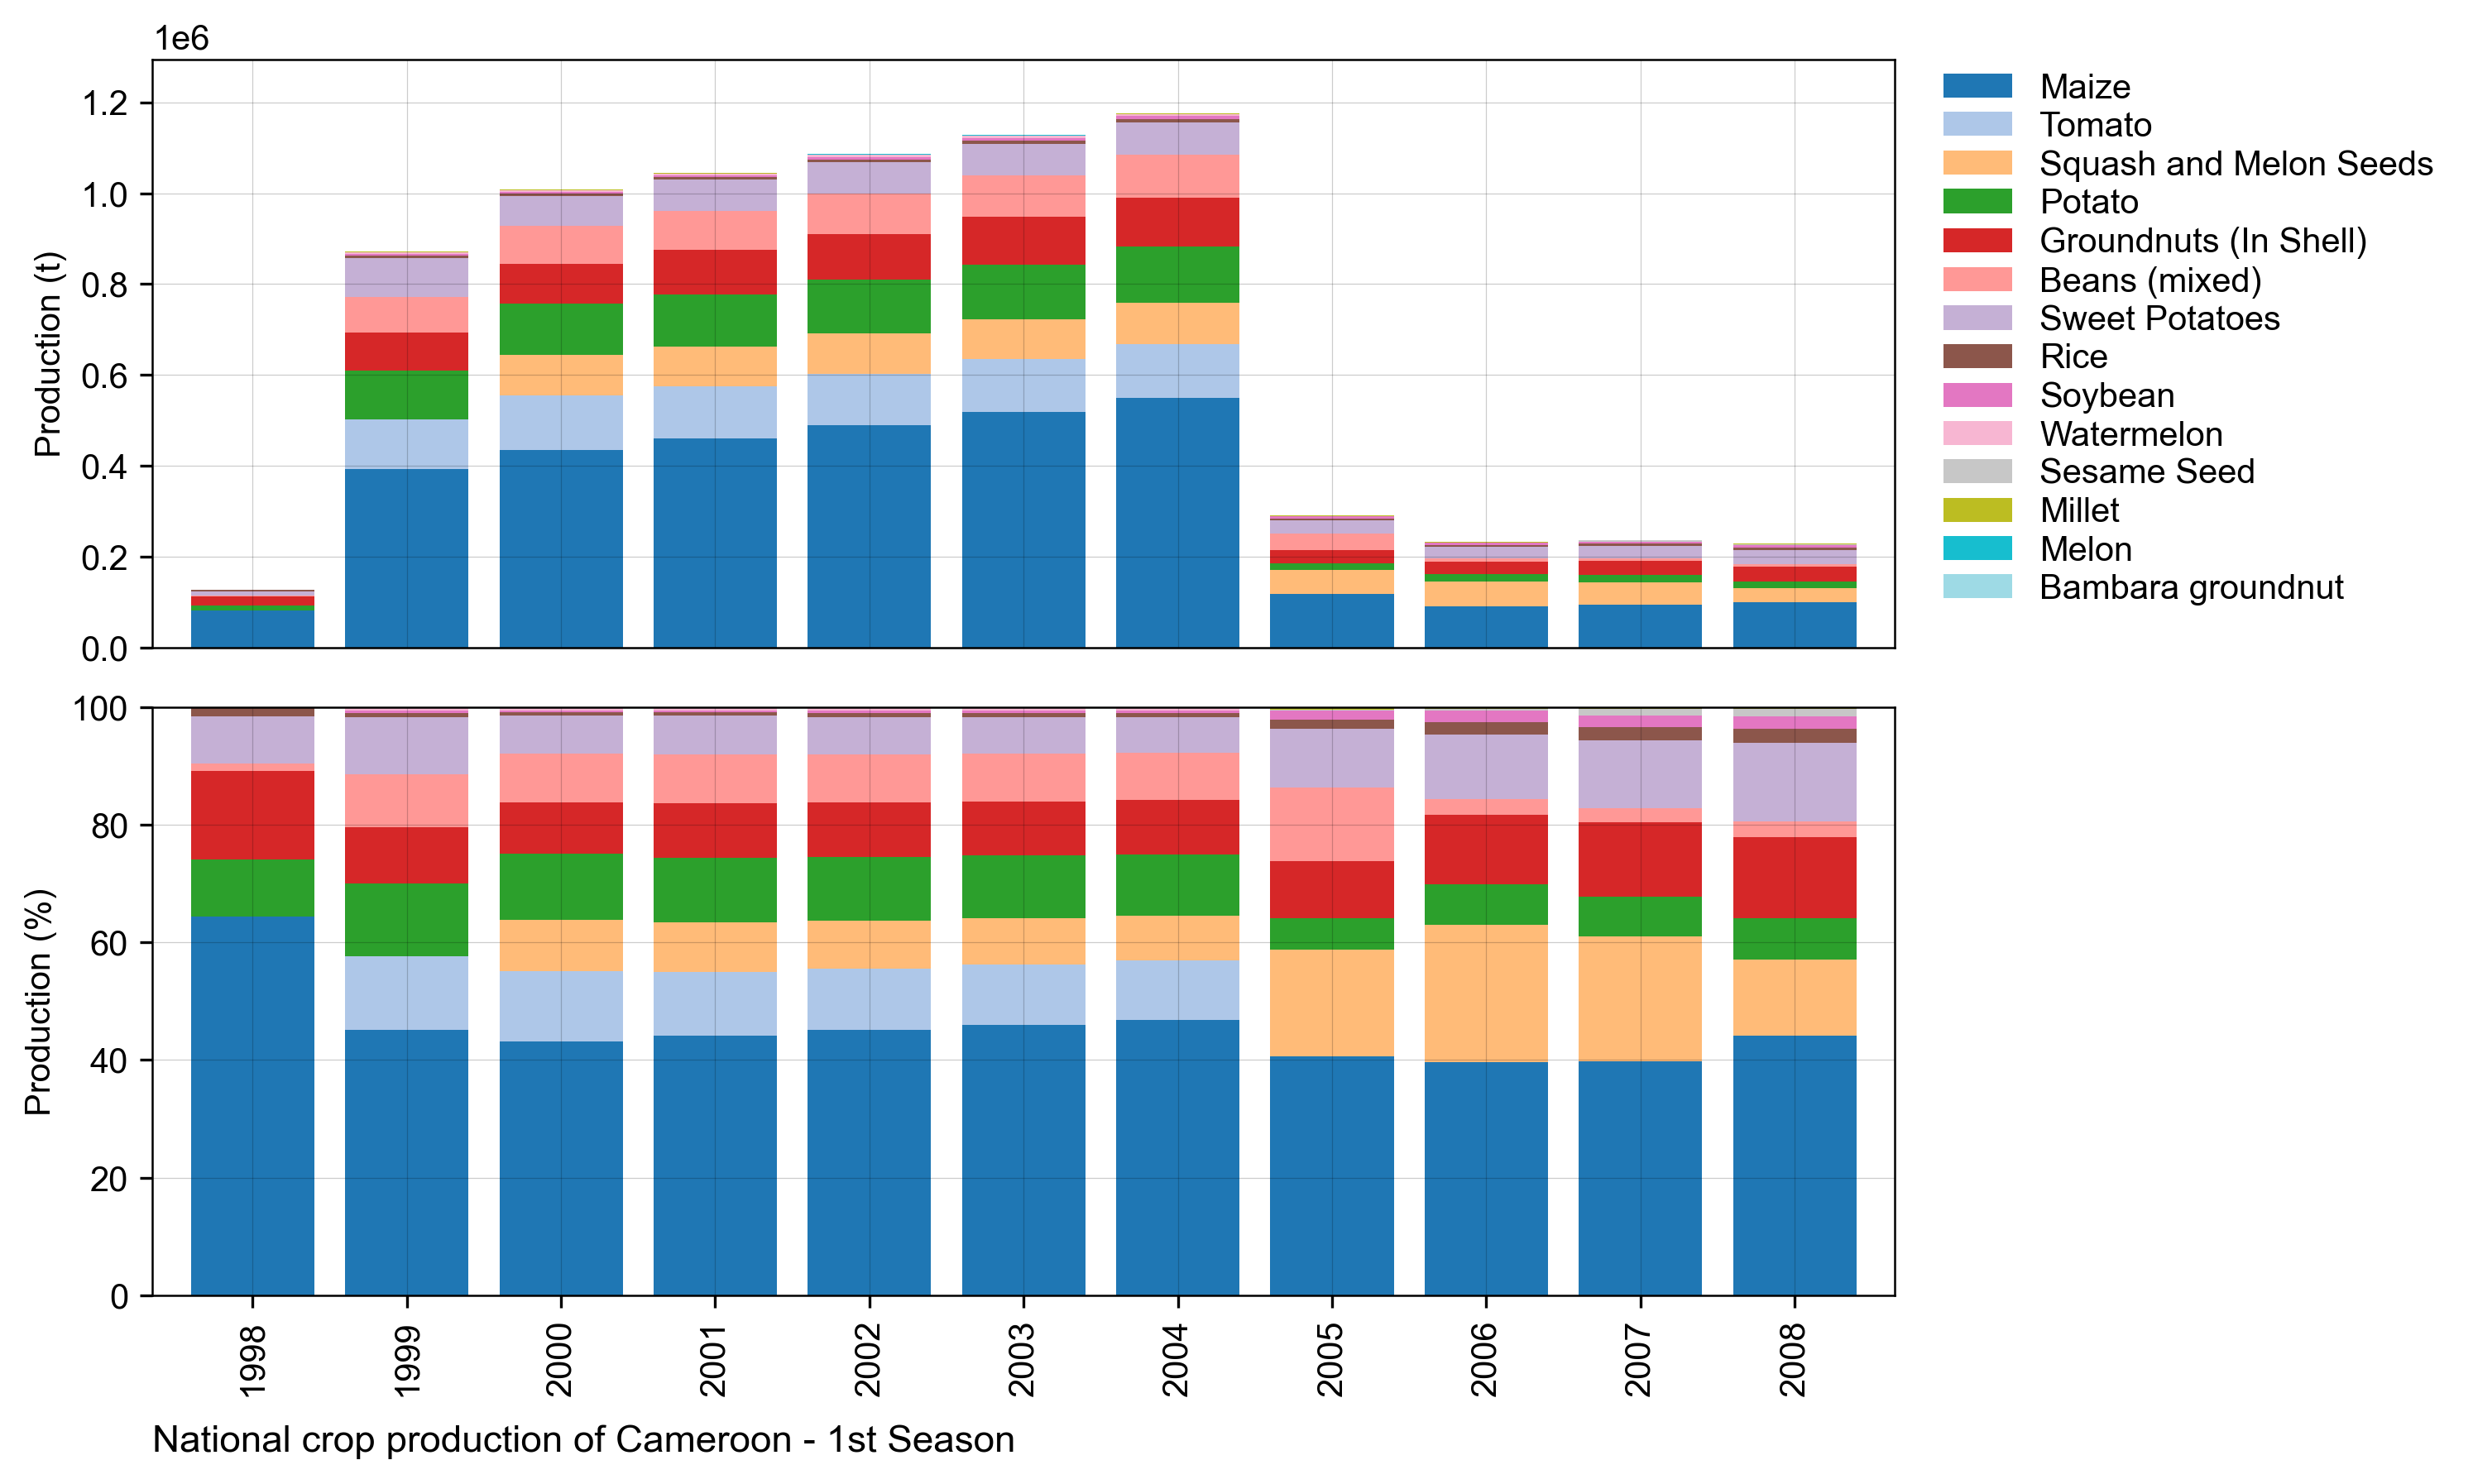 1e6
1.2
1.0
0.8
0.6
0.4
0.2
0.0
Production (t)
Maize
Tomato
Squash and Melon Seeds
Potato
Groundnuts (In Shell)
Beans (mixed)
Sweet Potatoes
Rice
Soybean
Watermelon
Sesame Seed
Millet
Melon
Bambara groundnut
100
80
60
40
20
0
Production (%)
1998
1999
2000
2001
2002
2003
2004
2005
2006
2007
2008
National crop production of Cameroon - 1st Season